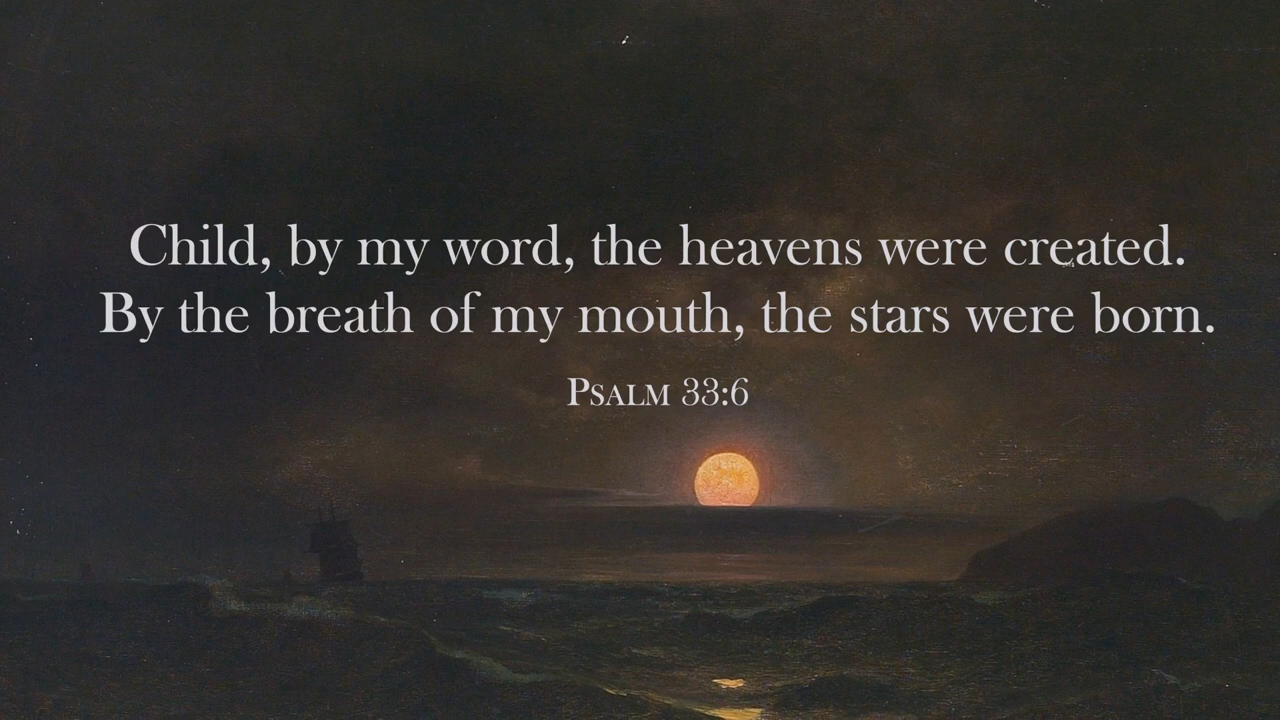 Child, by my word, the heavens were created.
By the breath of my mouth, the stars were born.
Psalm 33:6